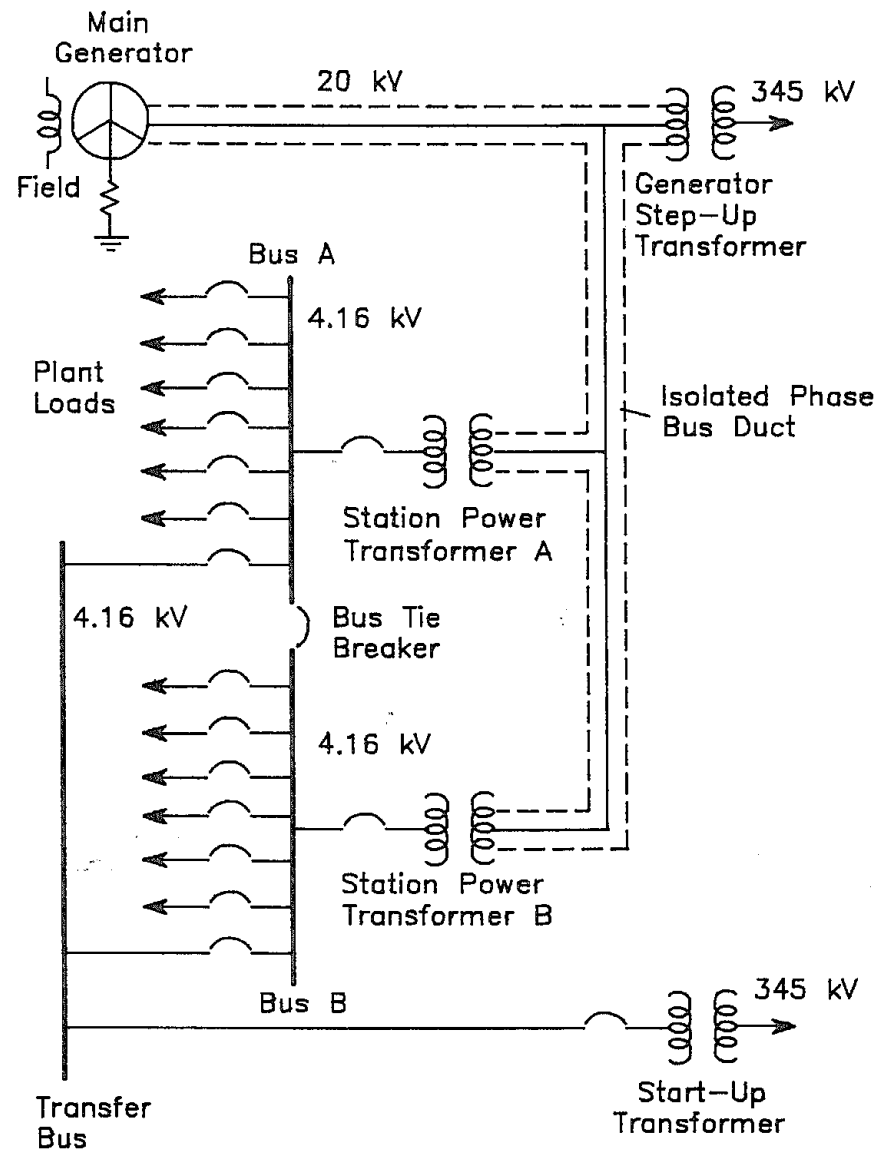 Main
Generator
20 kV
345 kV
Field
Generator
Step-Up
Transformer
Bus A
4.16 kV
Plant
Loads
Isolated Phase
Bus Duct
Station Power
Transformer A
4.16 kV
Bus Tie
Breaker
4.16 kV
Station Power
Transformer B
Bus B
345 kV
Start-Up
Transformer
Transfer
Bus